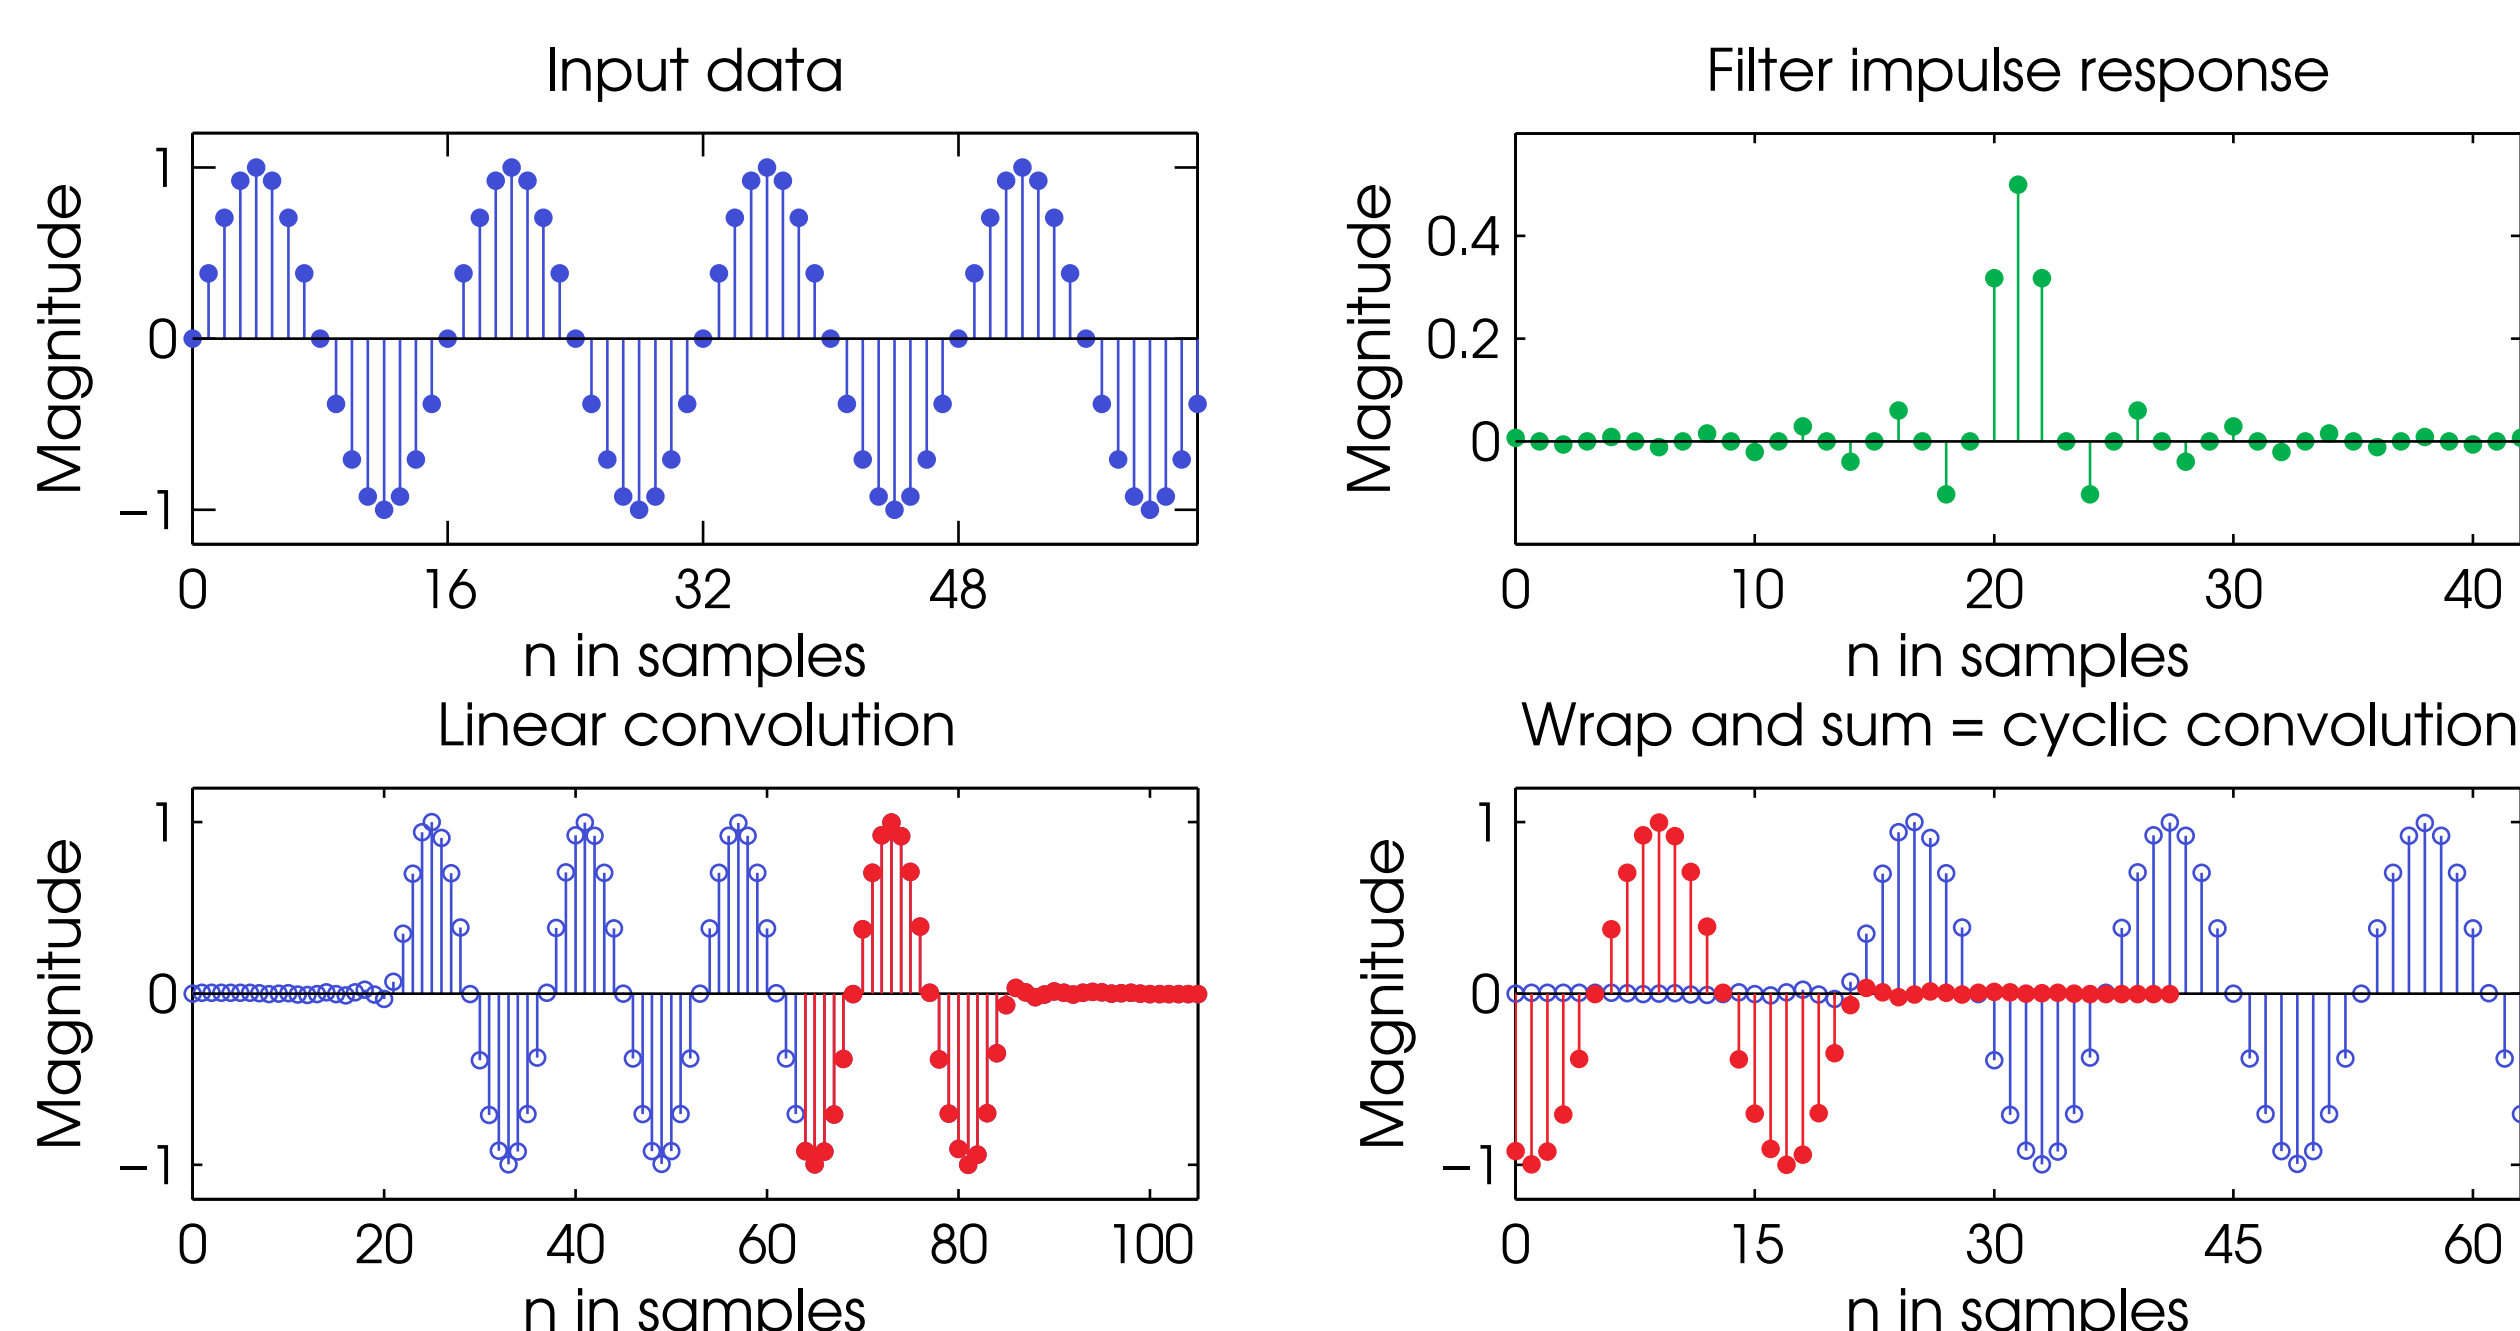 Input data
Magnitude
1
0
−1
0 16 32 48
n in samples
Filter impulse response
Magnitude
0.4
0.2
0
0 10 20 30 40
n in samples
Linear convolution
Magnitude
1
0
−1
0 20 40 60 80 100
n in samples
Wrap and sum = cyclic convolution
Magnitude
1
0
−1
0 15 30 45 60
n in samples